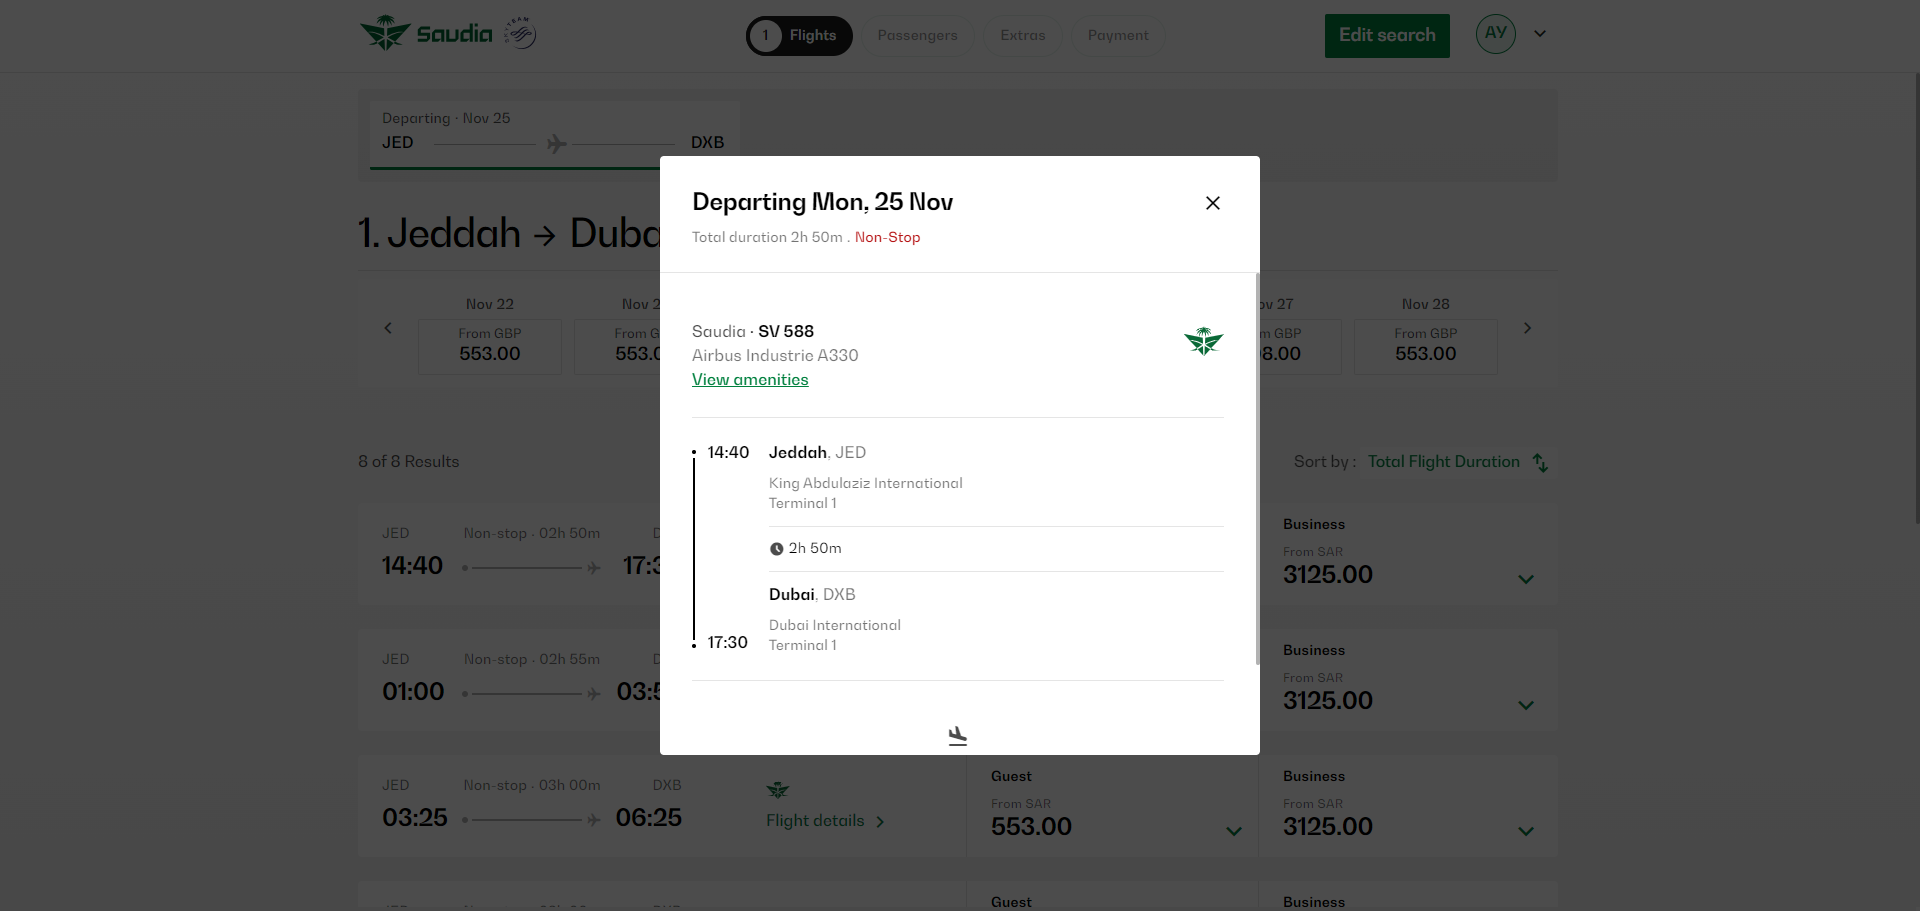 Saudia
SKYTEAM
1 Flights
Passengers
Extras
Payment
Edit search
AY
Departing · Nov 25
JED
DXB
1. Jeddah → Duba
Nov 22
From GBP
553.00
Nov 2
From G
553.
ov 27
m GBP
8.00
Nov 28
From GBP
553.00
8 of 8 Results
Sort by : Total Flight Duration
JED Non-stop · 02h 50m D
14:40 17:3
Business
From SAR
3125.00
JED Non-stop · 02h 55m D
01:00 03:5
Business
From SAR
3125.00
JED Non-stop · 03h 00m DXB
03:25 06:25
Flight details
Guest
From SAR
553.00
Business
From SAR
3125.00
Guest
Business
Departing Mon, 25 Nov
Total duration 2h 50m . Non-Stop
Saudia · SV 588
Airbus Industrie A330
View amenities
14:40 Jeddah, JED
King Abdulaziz International
Terminal 1
2h 50m
Dubai, DXB
Dubai International
17:30 Terminal 1